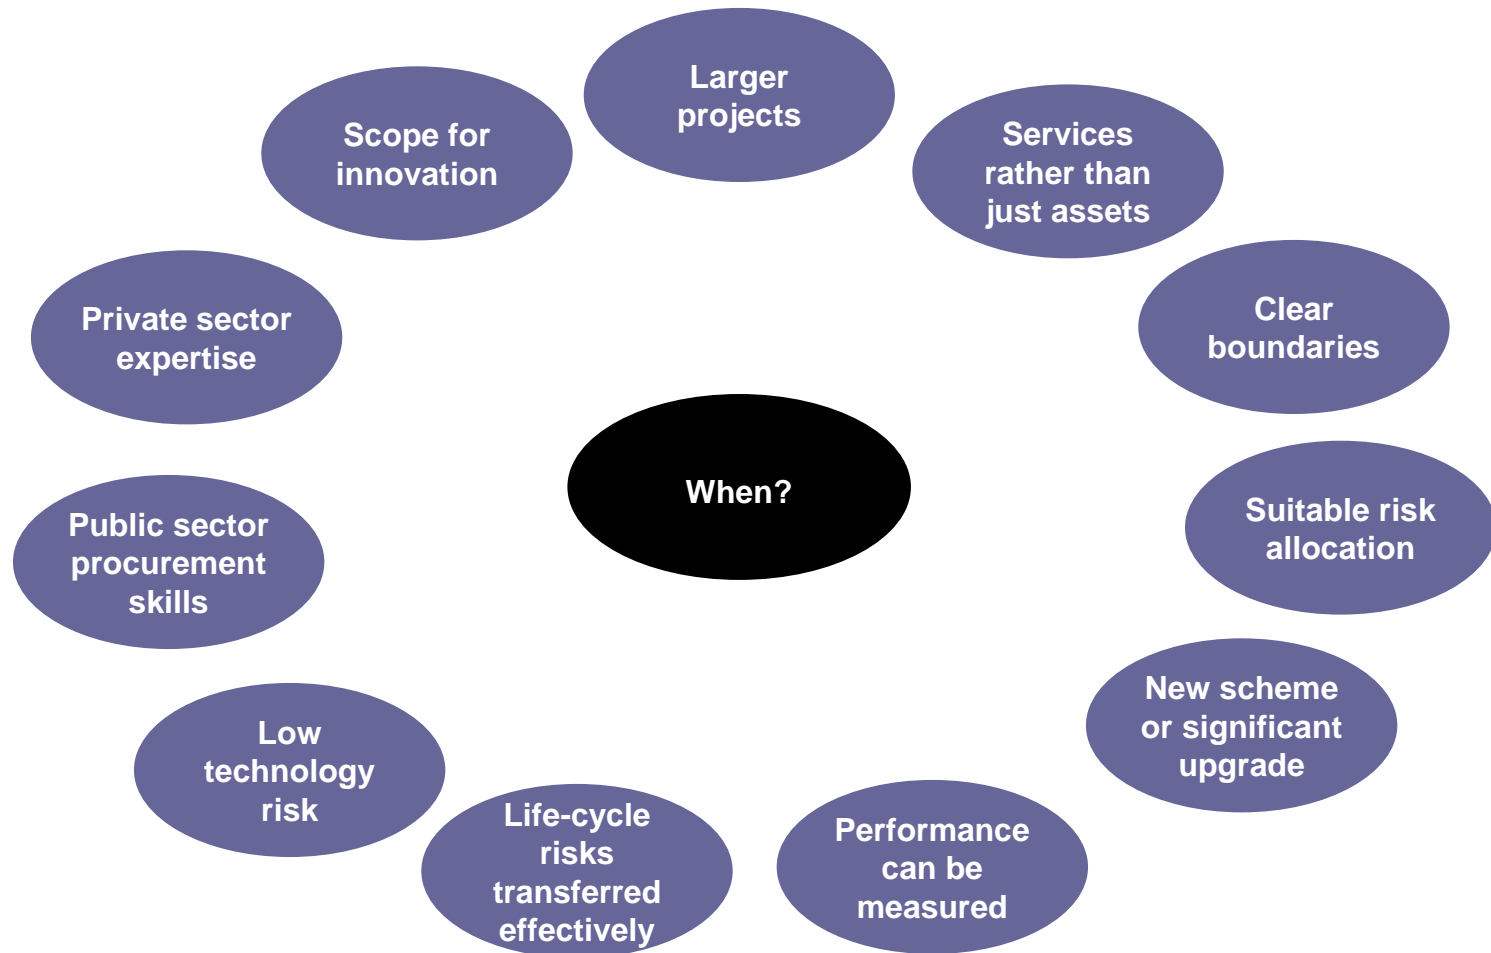 Larger
projects
Scope for
innovation
Services
rather than
just assets
Private sector
expertise
Clear
boundaries
When?
Public sector
procurement
skills
Suitable risk
allocation
Low
technology
risk
New scheme
or significant
upgrade
Life-cycle
risks
transferred
effectively
Performance
can be
measured